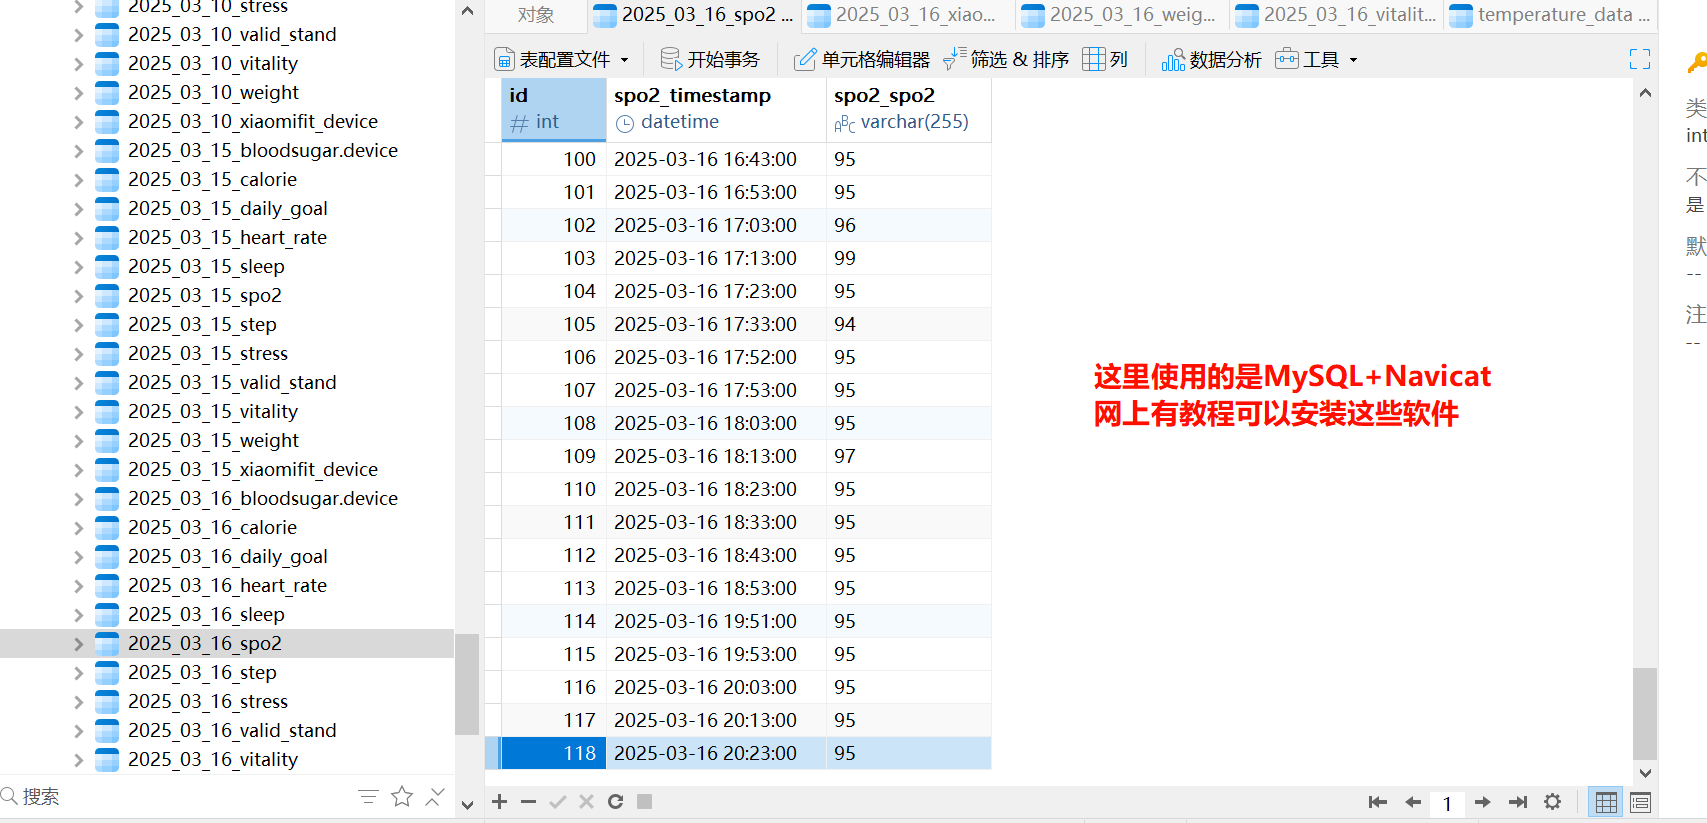 2025_03_10_stress
2025_03_10_valid_stand
2025_03_10_vitality
2025_03_10_weight
2025_03_10_xiaomifit_device
2025_03_15_bloodsugar.device
2025_03_15_calorie
2025_03_15_daily_goal
2025_03_15_heart_rate
2025_03_15_sleep
2025_03_15_spo2
2025_03_15_step
2025_03_15_stress
2025_03_15_valid_stand
2025_03_15_vitality
2025_03_15_weight
2025_03_15_xiaomifit_device
2025_03_16_bloodsugar.device
2025_03_16_calorie
2025_03_16_daily_goal
2025_03_16_heart_rate
2025_03_16_sleep
2025_03_16_spo2
2025_03_16_step
2025_03_16_stress
2025_03_16_valid_stand
2025_03_16_vitality
搜索
对象 2025_03_16_spo2 ... 2025_03_16_xiao... 2025_03_16_weig... 2025_03_16_vitalit... temperature_data ...
表配置文件 开始事务 单元格编辑器 筛选 & 排序 列 数据分析 工具
id spo2_timestamp spo2_spo2
# int datetime ABC varchar(255)
100 2025-03-16 16:43:00 95
101 2025-03-16 16:53:00 95
102 2025-03-16 17:03:00 96
103 2025-03-16 17:13:00 99
104 2025-03-16 17:23:00 95
105 2025-03-16 17:33:00 94
106 2025-03-16 17:52:00 95
107 2025-03-16 17:53:00 95
108 2025-03-16 18:03:00 95
109 2025-03-16 18:13:00 97
110 2025-03-16 18:23:00 95
111 2025-03-16 18:33:00 95
112 2025-03-16 18:43:00 95
113 2025-03-16 18:53:00 95
114 2025-03-16 19:51:00 95
115 2025-03-16 19:53:00 95
116 2025-03-16 20:03:00 95
117 2025-03-16 20:13:00 95
118 2025-03-16 20:23:00 95
这里使用的是MySQL+Navicat
网上有教程可以安装这些软件
1
类
int
不
是
默
--
注
--